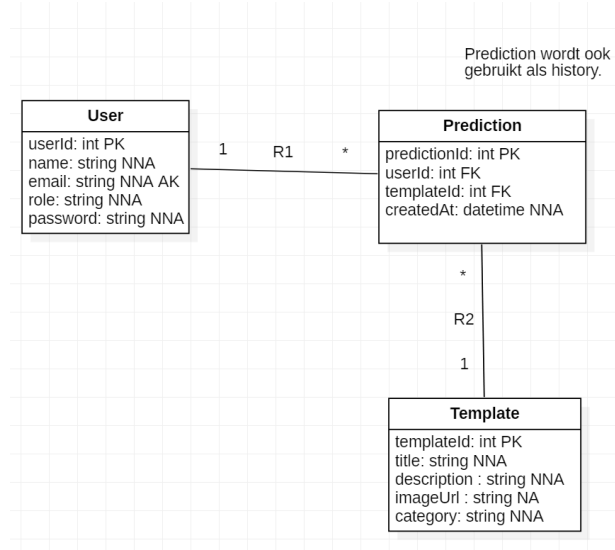 Prediction wordt ook
gebruikt als history.
User
userId: int PK
name: string NNA
email: string NNA AK
role: string NNA
password: string NNA
1
R1
*
Prediction
predictionId: int PK
userId: int FK
templateId: int FK
createdAt: datetime NNA
*
R2
1
Template
templateId: int PK
title: string NNA
description : string NNA
imageUrl : string NA
category: string NNA